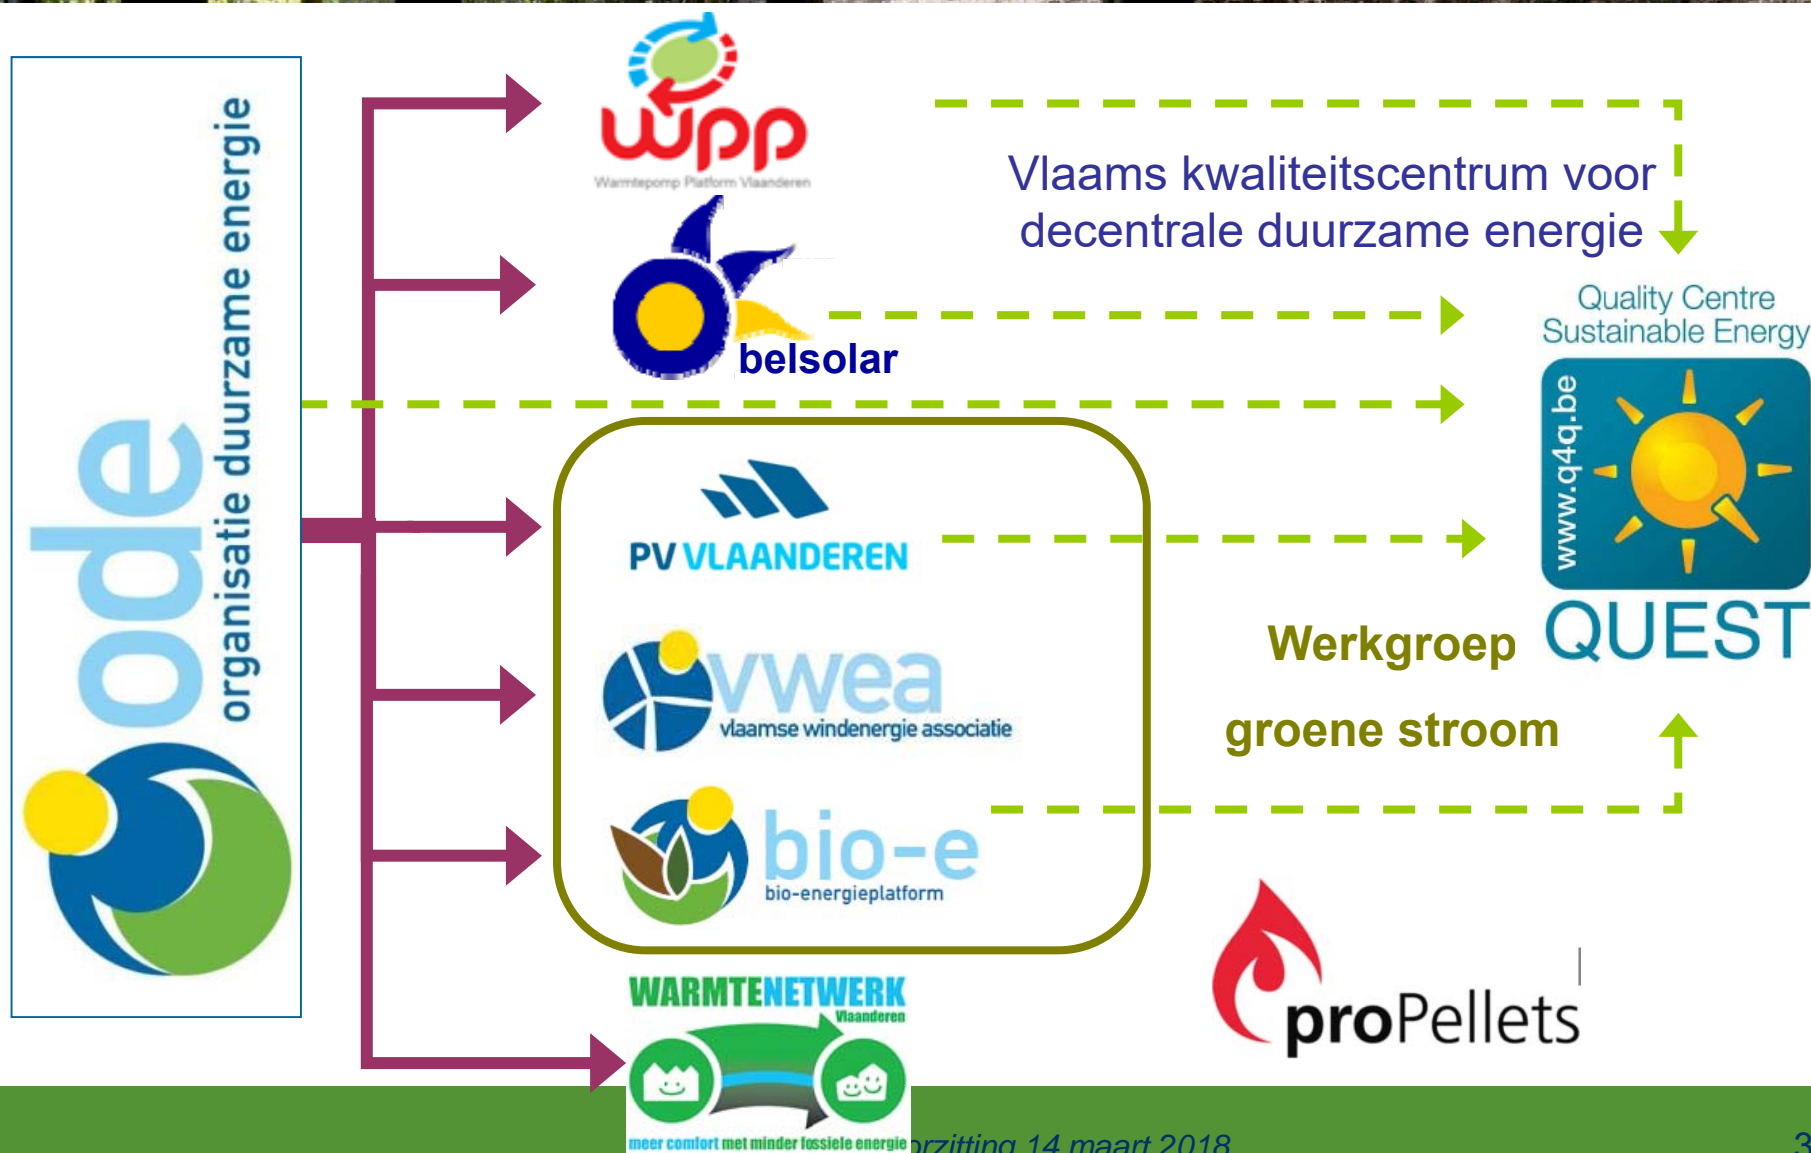 ode
organisatie duurzame energie
wpp
Warmtepomp Platform Vlaanderen
belsolar
PV VLAANDEREN
vwea
vlaamse windenergie associatie
bio-e
bio-energieplatform
WARMTENETWERK
Vlaanderen
meer comfort met minder fossiele energie
Vlaams kwaliteitscentrum voor
decentrale duurzame energie
Quality Centre
Sustainable Energy
www.q4q.be
QUEST
Werkgroep
groene stroom
proPellets
14 maart 2018
3